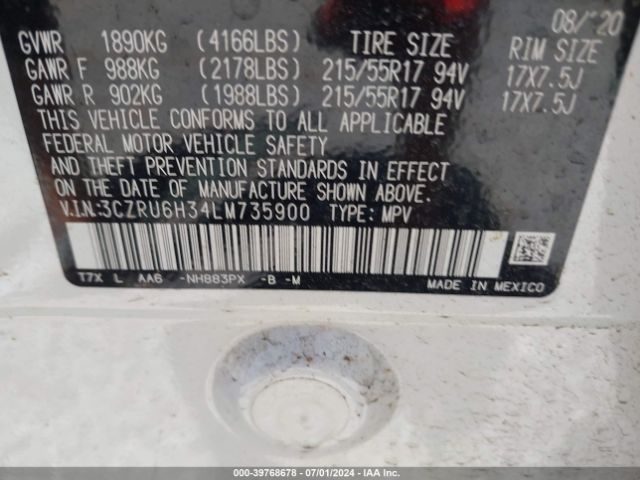 08/ 20
GVWR 1890KG (4166LBS) TIRE SIZE RIM SIZE
GAWR F 988KG (2178LBS) 215/55R17 94V 17X7.5J
GAWR R 902KG (1988LBS) 215/55R17 94V 17X7.5J
THIS VEHICLE CONFORMS TO ALL APPLICABLE
FEDERAL MOTOR VEHICLE SAFETY
AND THEFT PREVENTION STANDARDS IN EFFECT
ON THE DATE OF MANUFACTURE SHOWN ABOVE.
V.I.N:3CZRU6H34LM735900 TYPE: MPV
T7X L AA6 -NH883PX -B -M MADE IN MEXICO
000-39768678 | 07/01/2024 | IAA Inc.